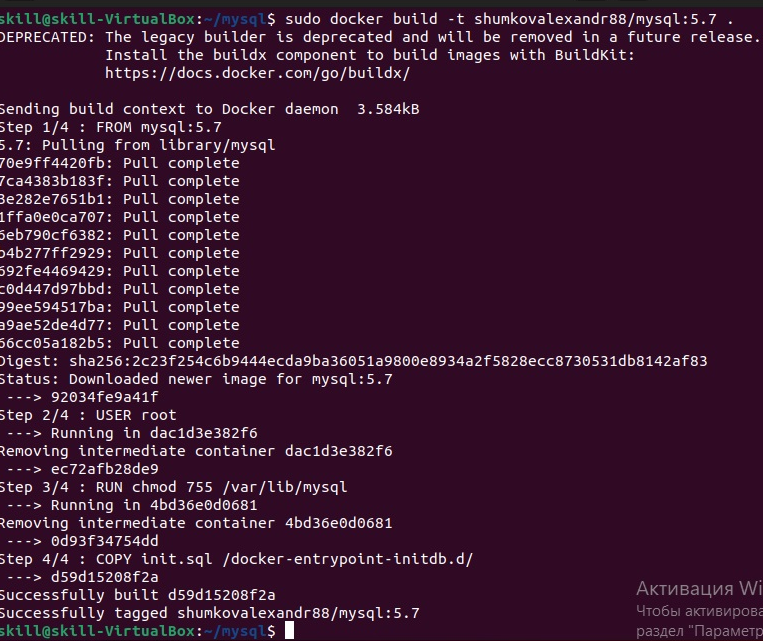 skill@skill-VirtualBox:~/mysql$ sudo docker build -t shumkovalexandr88/mysql:5.7 .
DEPRECATED: The legacy builder is deprecated and will be removed in a future release.
            Install the buildx component to build images with BuildKit:
            https://docs.docker.com/go/buildx/

Sending build context to Docker daemon  3.584kB
Step 1/4 : FROM mysql:5.7
5.7: Pulling from library/mysql
70e9ff4420fb: Pull complete
7ca4383b183f: Pull complete
3e282e7651b1: Pull complete
1ffa0e0ca707: Pull complete
6eb790cf6382: Pull complete
b4b277ff2929: Pull complete
692fe4469429: Pull complete
c0d447d97bbd: Pull complete
99ee594517ba: Pull complete
a9ae52de4d77: Pull complete
66cc05a182b5: Pull complete
Digest: sha256:2c23f254c6b9444ecda9ba36051a9800e8934a2f5828ecc8730531db8142af83
Status: Downloaded newer image for mysql:5.7
 ---> 92034fe9a41f
Step 2/4 : USER root
 ---> Running in dac1d3e382f6
Removing intermediate container dac1d3e382f6
 ---> ec72afb28de9
Step 3/4 : RUN chmod 755 /var/lib/mysql
 ---> Running in 4bd36e0d0681
Removing intermediate container 4bd36e0d0681
 ---> 0d93f34754dd
Step 4/4 : COPY init.sql /docker-entrypoint-initdb.d/
 ---> d59d15208f2a
Successfully built d59d15208f2a
Successfully tagged shumkovalexandr88/mysql:5.7
skill@skill-VirtualBox:~/mysql$
Активация Wi
Чтобы активирова
раздел "Параметр